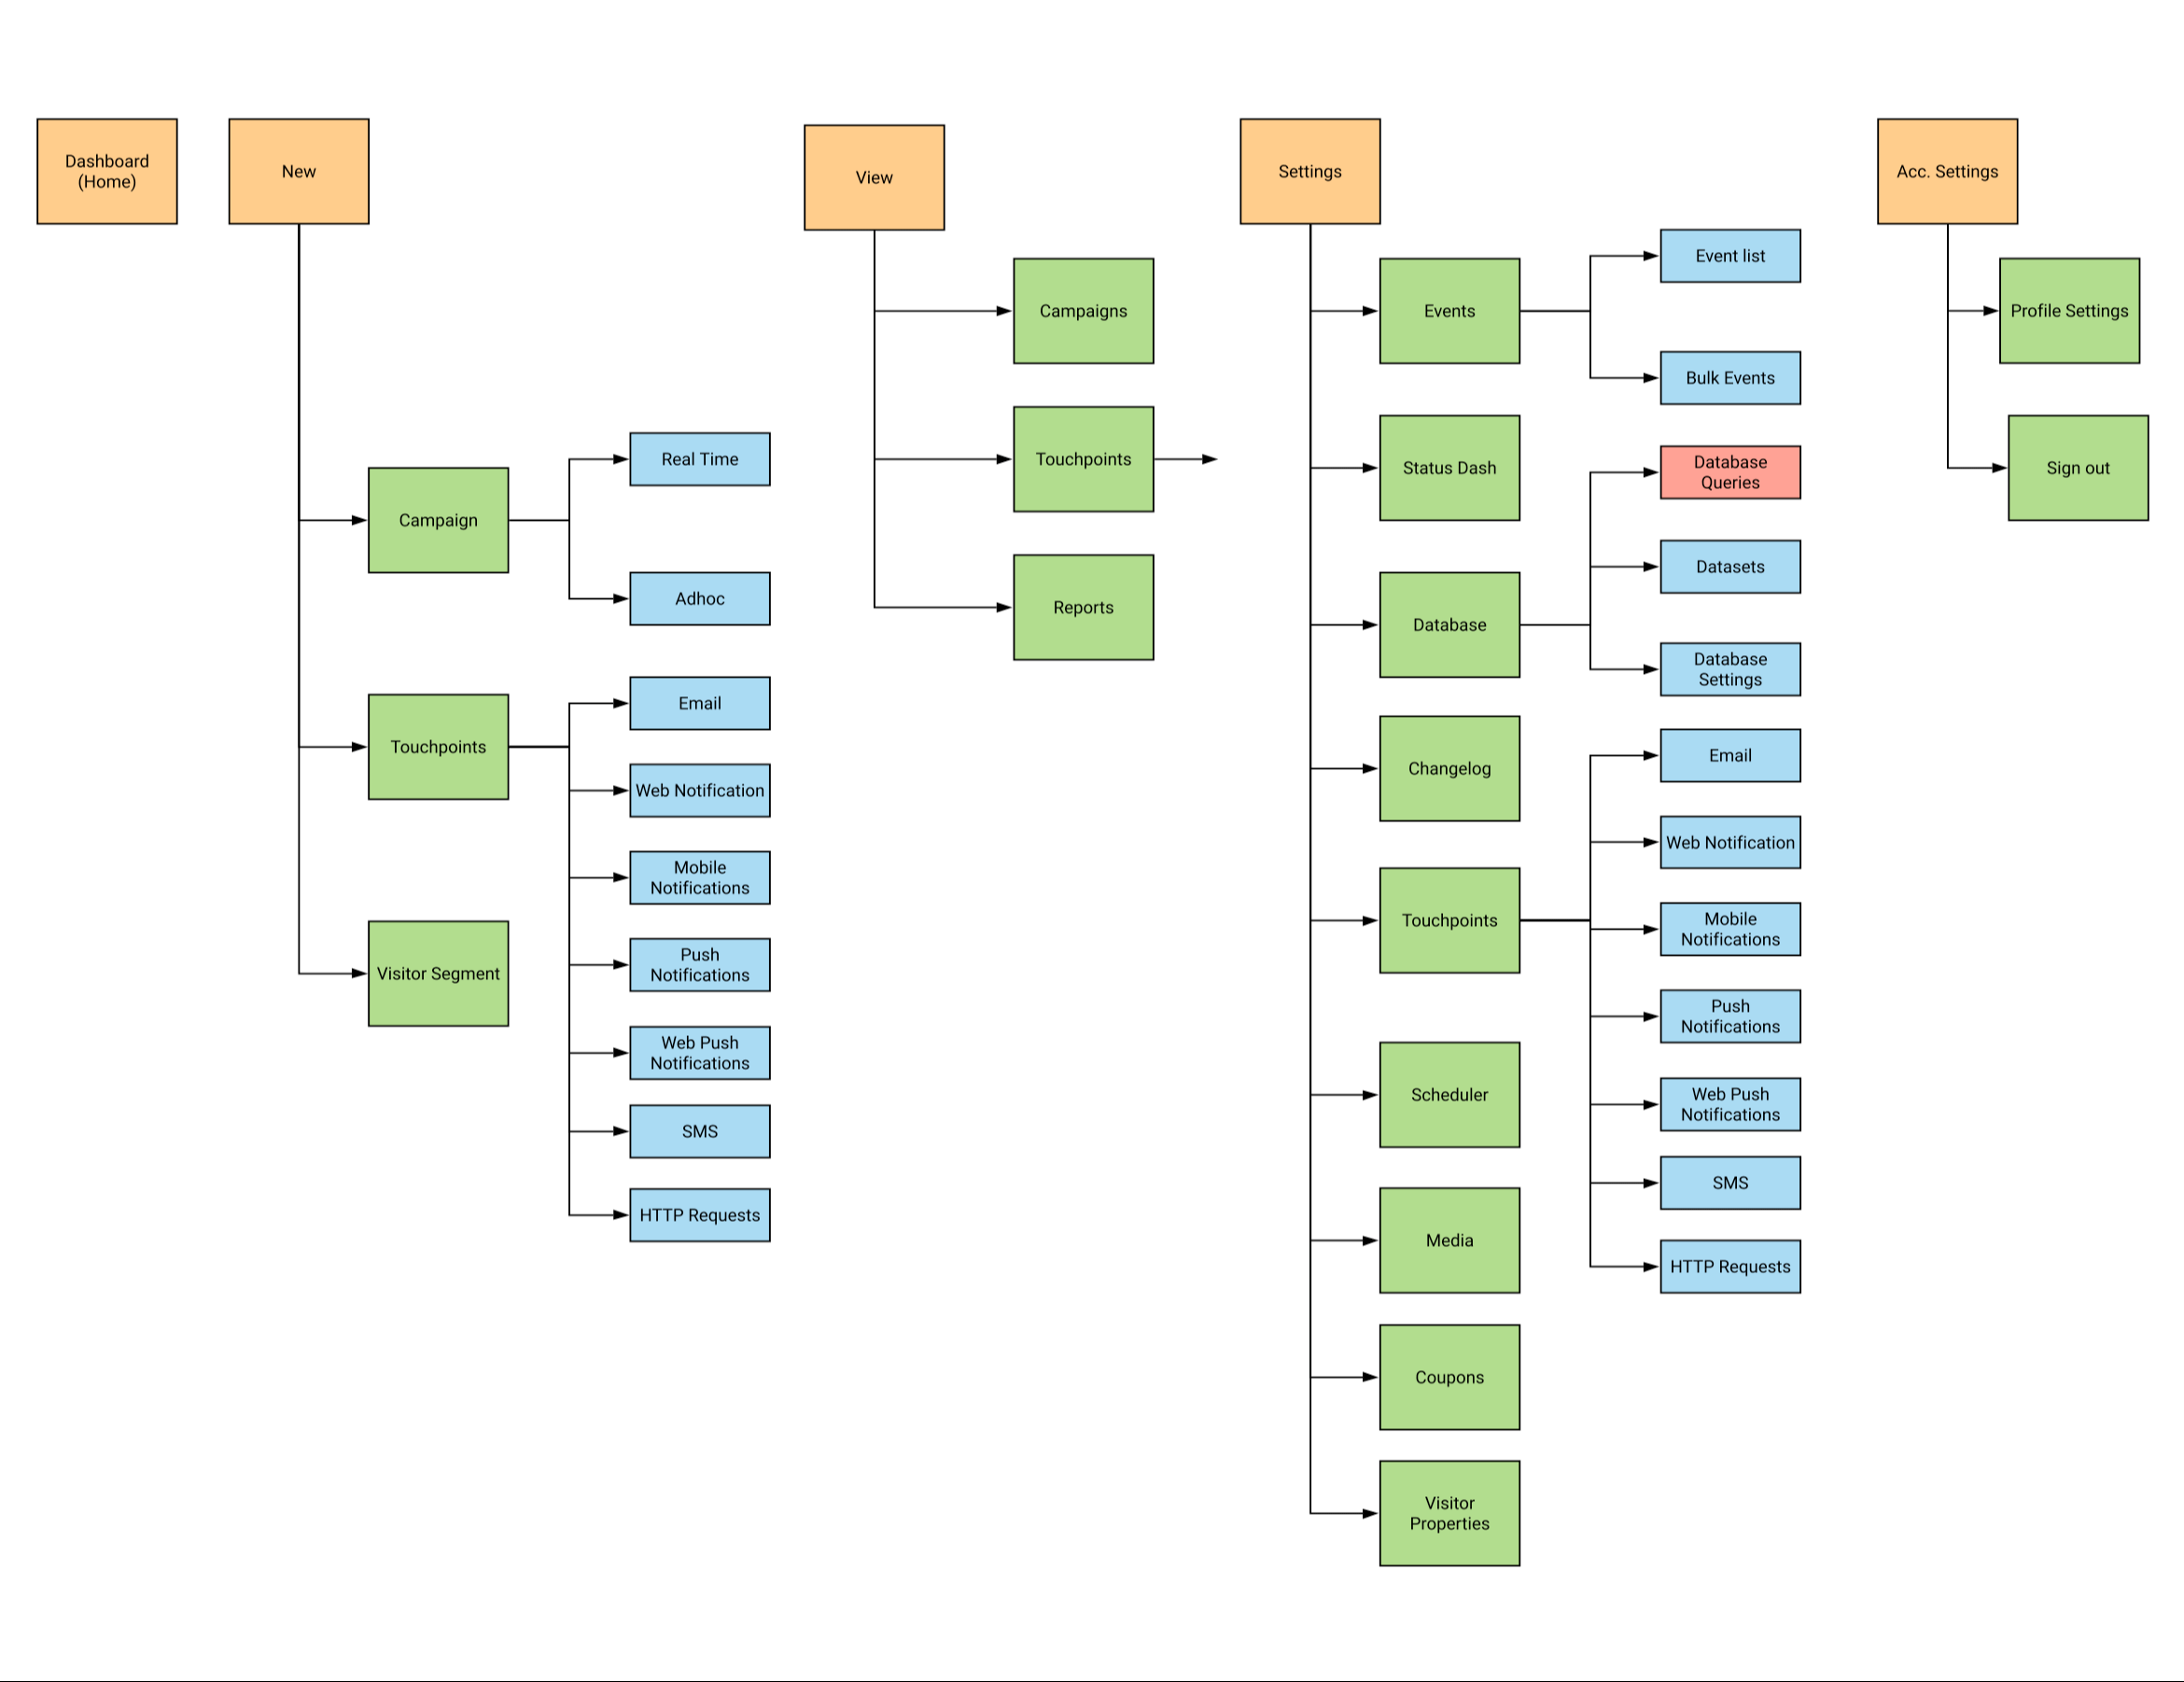 Dashboard
(Home)
New
View
Settings
Acc. Settings
Campaign
Real Time
Adhoc
Touchpoints
Email
Web Notification
Mobile
Notifications
Push
Notifications
Web Push
Notifications
SMS
HTTP Requests
Visitor Segment
Campaigns
Touchpoints
Reports
Events
Event list
Bulk Events
Status Dash
Database
Database
Queries
Datasets
Database
Settings
Changelog
Touchpoints
Email
Web Notification
Mobile
Notifications
Push
Notifications
Web Push
Notifications
SMS
HTTP Requests
Scheduler
Media
Coupons
Visitor
Properties
Profile Settings
Sign out